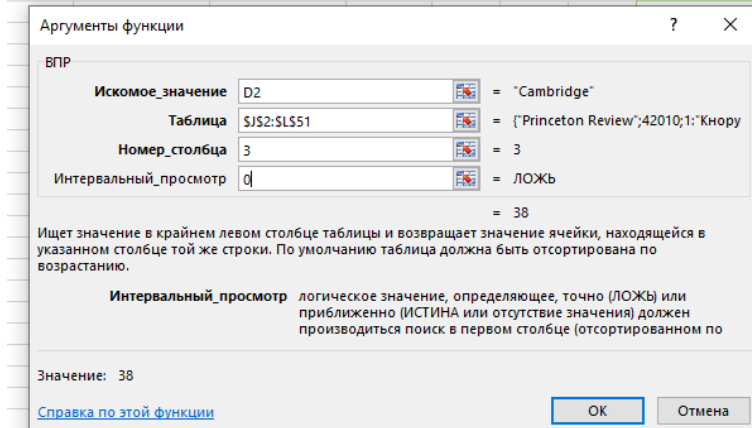 Аргументы функции ? ×
ВПР
Искомое_значение D2 = "Cambridge"
Таблица $J$2:$L$51 = {"Princeton Review";42010;1:"Кнору
Номер_столбца 3 = 3
Интервальный_просмотр 0 = ЛОЖЬ
= 38
Ищет значение в крайнем левом столбце таблицы и возвращает значение ячейки, находящейся в
указанном столбце той же строки. По умолчанию таблица должна быть отсортирована по
возрастанию.
Интервальный_просмотр логическое значение, определяющее, точно (ЛОЖЬ) или
приближенно (ИСТИНА или отсутствие значения) должен
производиться поиск в первом столбце (отсортированном по
Значение: 38
Справка по этой функции ОК Отмена